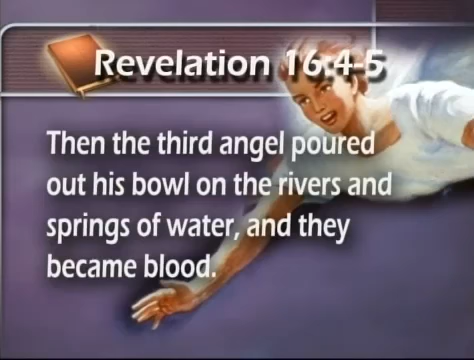 Revelation 16:4-5
Then the third angel poured
out his bowl on the rivers and
springs of water, and they
became blood.